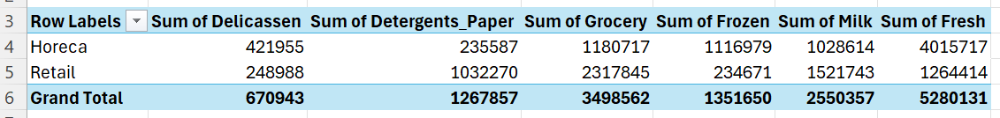 3 Row Labels Sum of Delicassen Sum of Detergents_Paper Sum of Grocery Sum of Frozen Sum of Milk Sum of Fresh
4 Horeca 421955 235587 1180717 1116979 1028614 4015717
5 Retail 248988 1032270 2317845 234671 1521743 1264414
6 Grand Total 670943 1267857 3498562 1351650 2550357 5280131